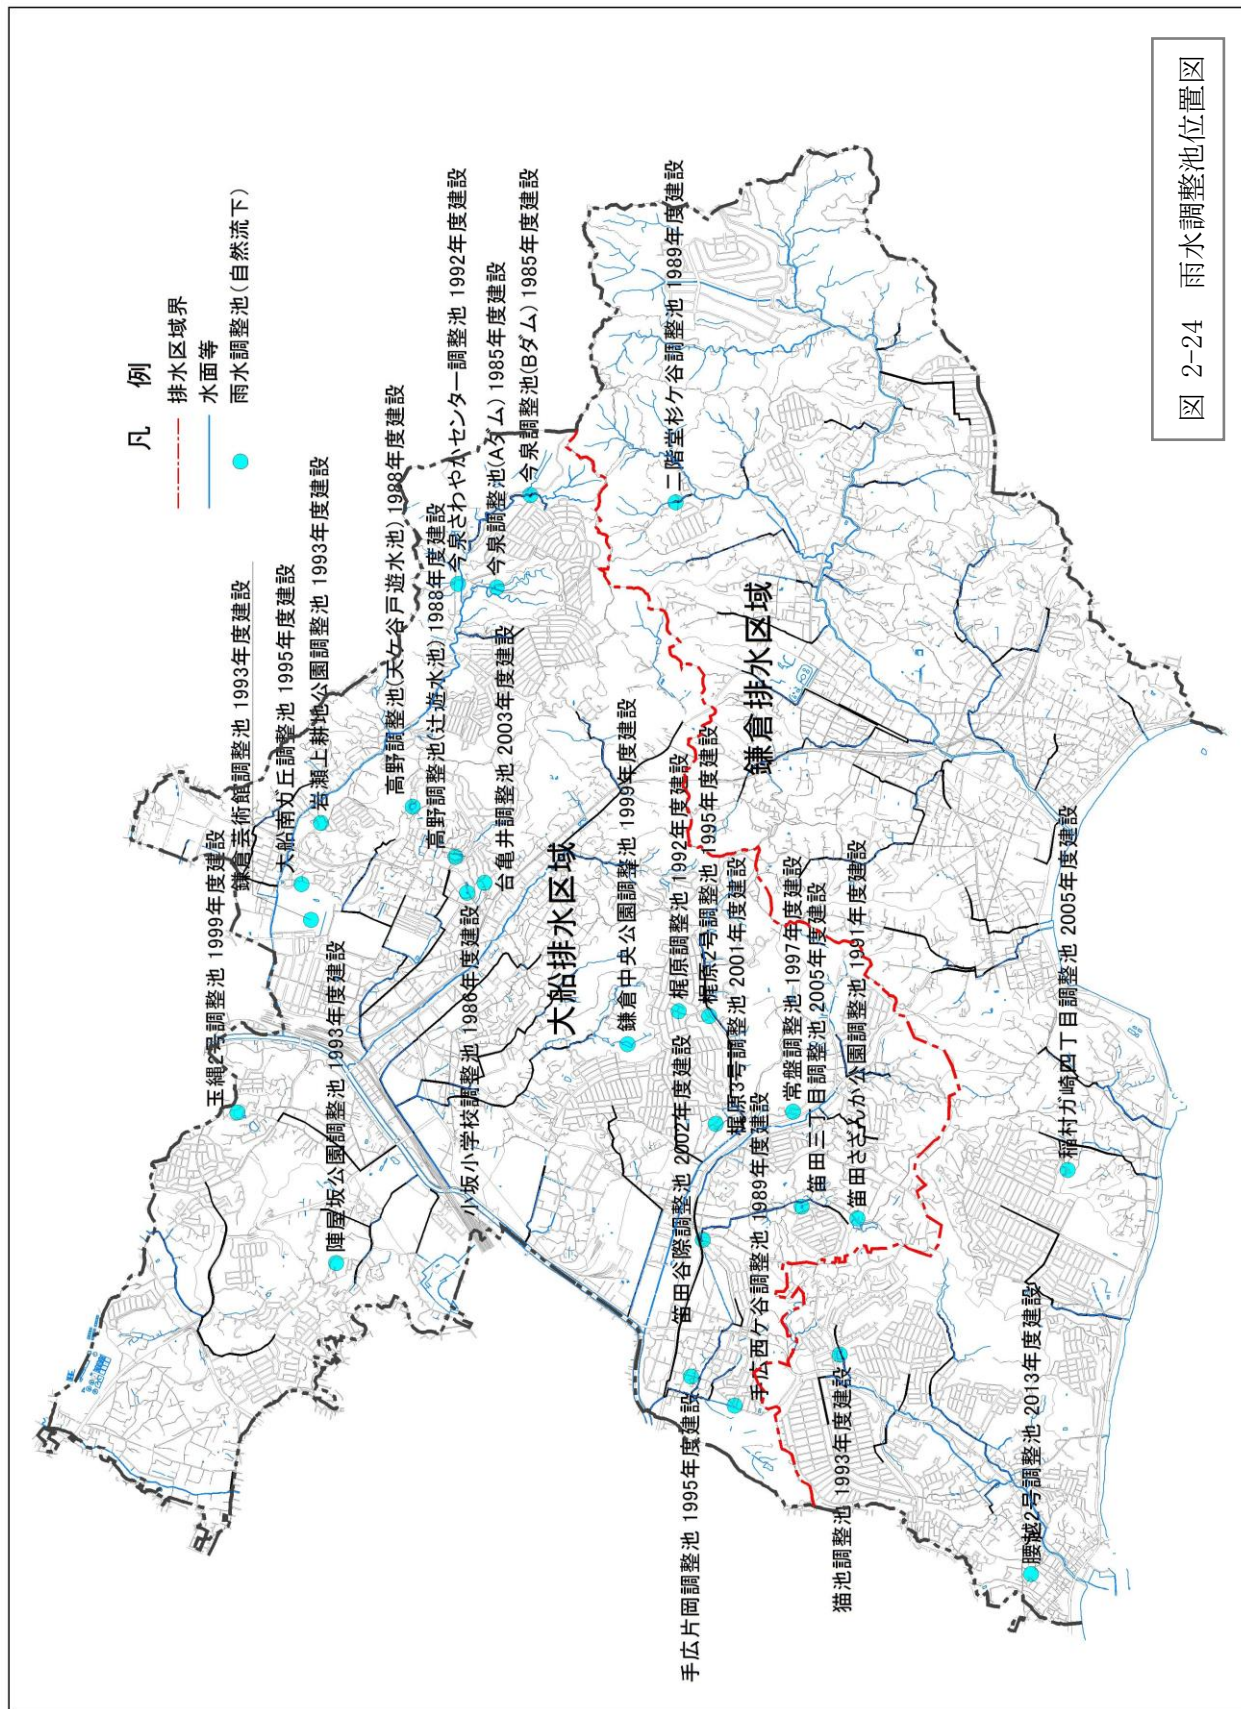 凡　例
排水区域界
水面等
雨水調整池(自然流下)
玉縄2号調整池 1999年度建設
鎌倉芸術館調整池 1993年度建設
大船南ガ丘調整池 1995年度建設
岩瀬上耕地公園調整池 1993年度建設
陣屋坂公園調整池 1993年度建設
高野調整池(大ケ谷戸遊水池) 1988年度建設
高野調整池(辻遊水池) 1988年度建設
今泉さわやかセンター調整池 1992年度建設
今泉調整池(Aダム) 1985年度建設
今泉調整池(Bダム) 1985年度建設
小坂小学校調整池 1986年度建設
台亀井調整池 2003年度建設
大船排水区域
鎌倉中央公園調整池 1999年度建設
二階堂杉ケ谷調整池 1989年度建設
梶原調整池 1992年度建設
梶原2号調整池 1995年度建設
梶原3号調整池 2001年度建設
鎌倉排水区域
笛田谷際調整池 2002年度建設
手広片岡調整池 1995年度建設
手広西ケ谷調整池 1989年度建設
常盤調整池 1997年度建設
笛田三丁目調整池 2005年度建設
笛田さざんか公園調整池 1991年度建設
猫池調整池 1993年度建設
腰越2号調整池 2013年度建設
稲村ガ崎四丁目調整池 2005年度建設
図 2-24　雨水調整池位置図